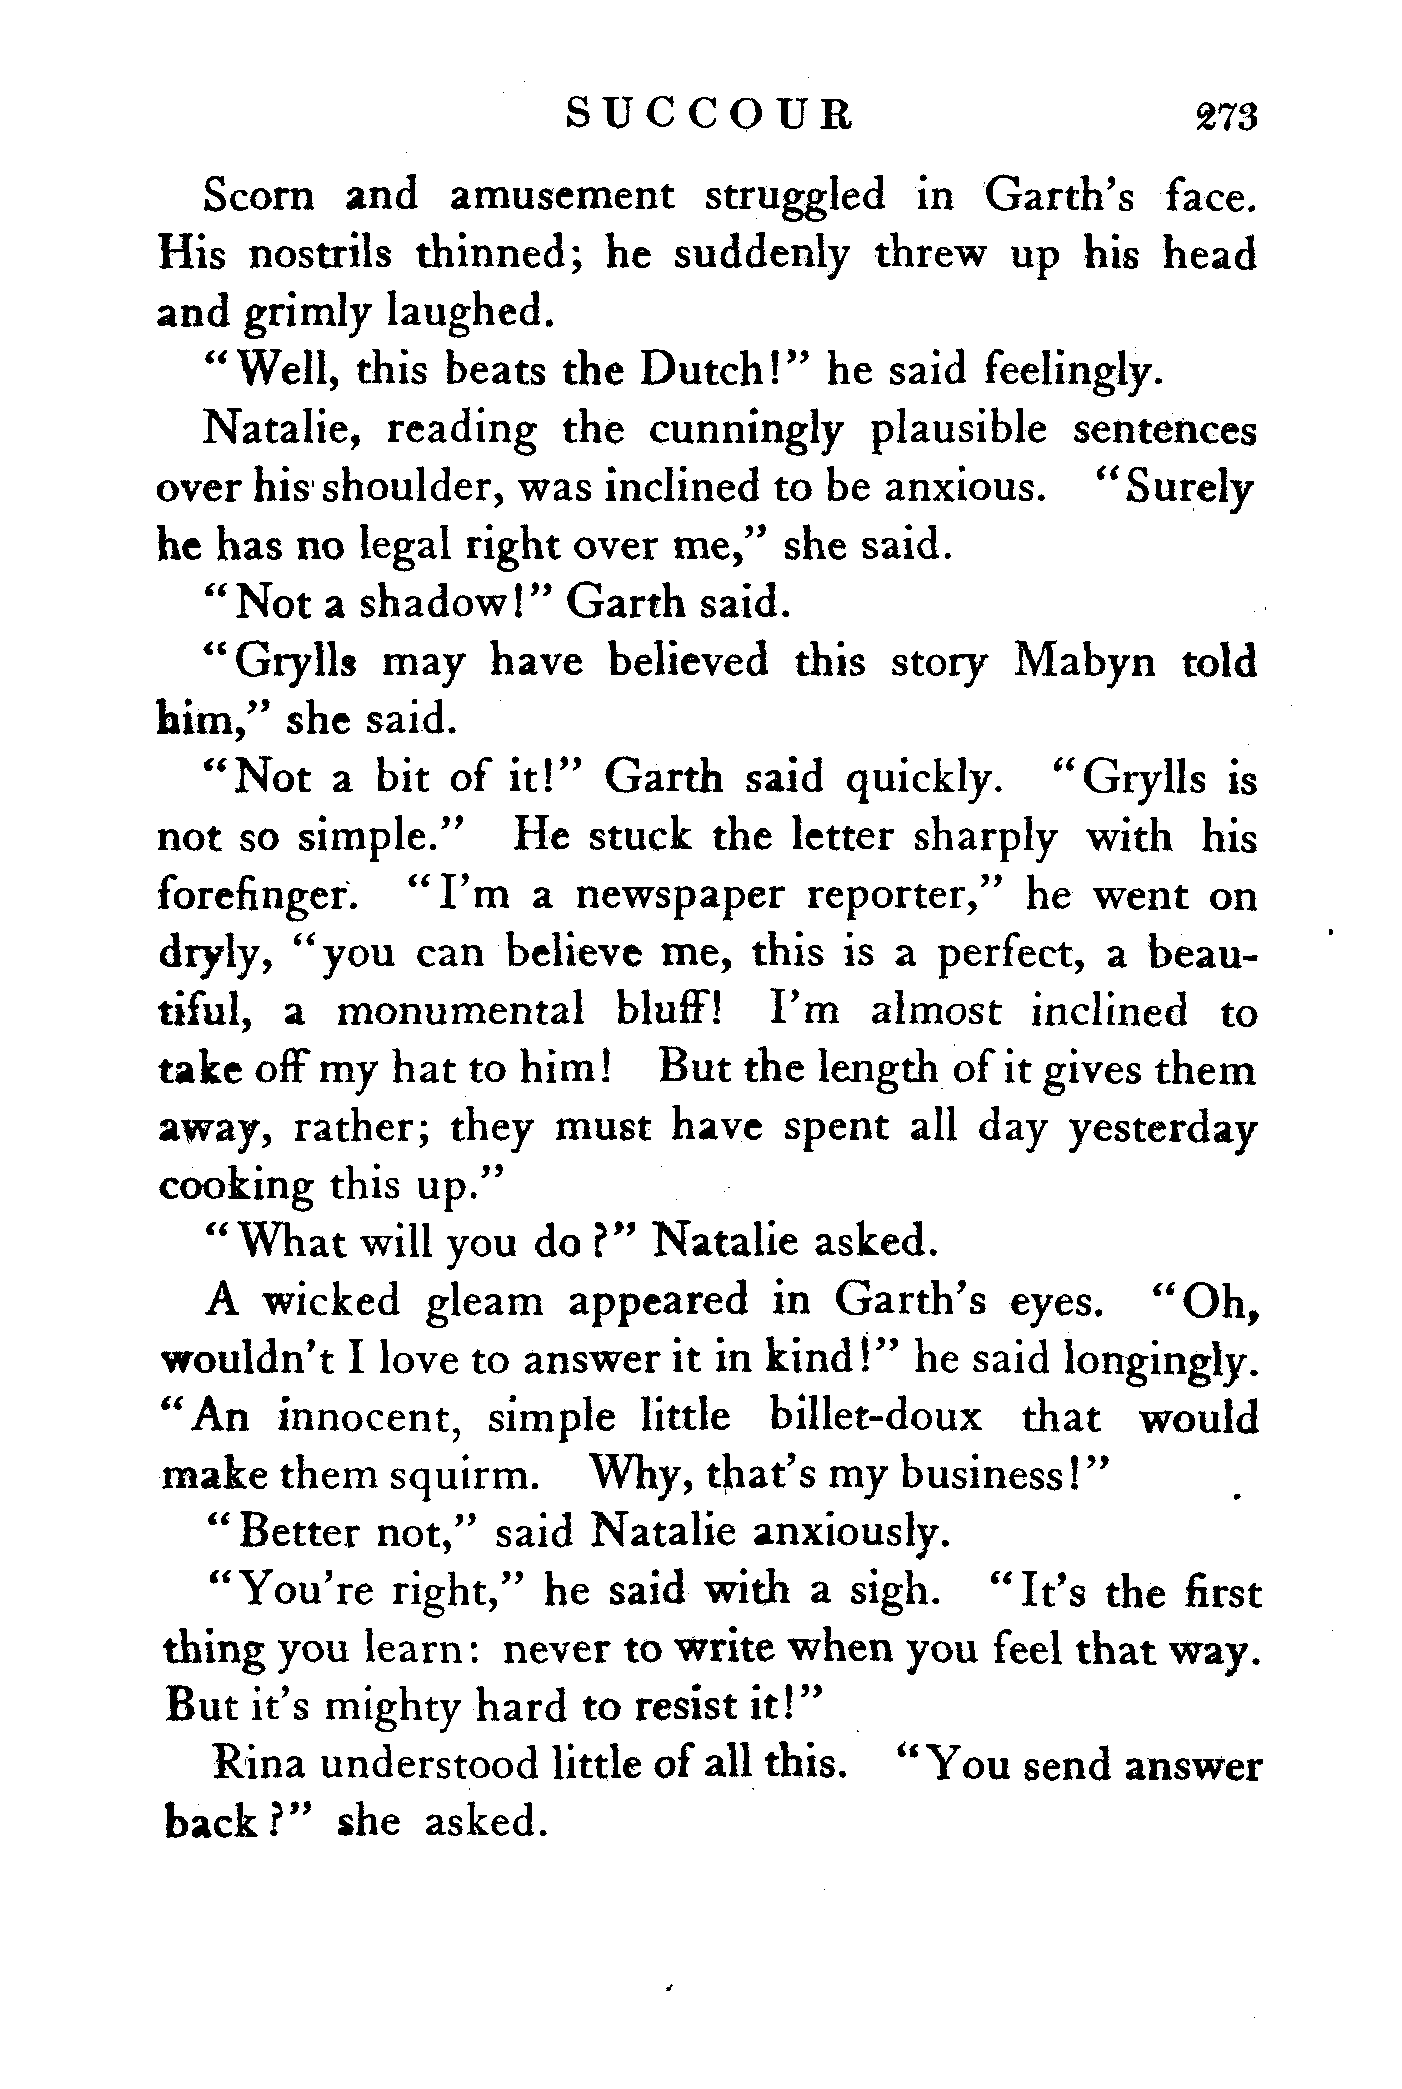 SUCCOUR 273
Scorn and amusement struggled in Garth's face.
His nostrils thinned; he suddenly threw up his head
and grimly laughed.
"Well, this beats the Dutch!" he said feelingly.
Natalie, reading the cunningly plausible sentences
over his shoulder, was inclined to be anxious. "Surely
he has no legal right over me," she said.
"Not a shadow!" Garth said.
"Grylls may have believed this story Mabyn told
him," she said.
"Not a bit of it!" Garth said quickly. "Grylls is
not so simple." He stuck the letter sharply with his
forefinger. "I'm a newspaper reporter," he went on
dryly, "you can believe me, this is a perfect, a beau-
tiful, a monumental bluff! I'm almost inclined to
take off my hat to him! But the length of it gives them
away, rather; they must have spent all day yesterday
cooking this up."
"What will you do?" Natalie asked.
A wicked gleam appeared in Garth's eyes. "Oh,
wouldn't I love to answer it in kind!" he said longingly.
"An innocent, simple little billet-doux that would
make them squirm. Why, that's my business!"
"Better not," said Natalie anxiously.
"You're right," he said with a sigh. "It's the first
thing you learn: never to write when you feel that way.
But it's mighty hard to resist it!"
Rina understood little of all this. "You send answer
back?" she asked.